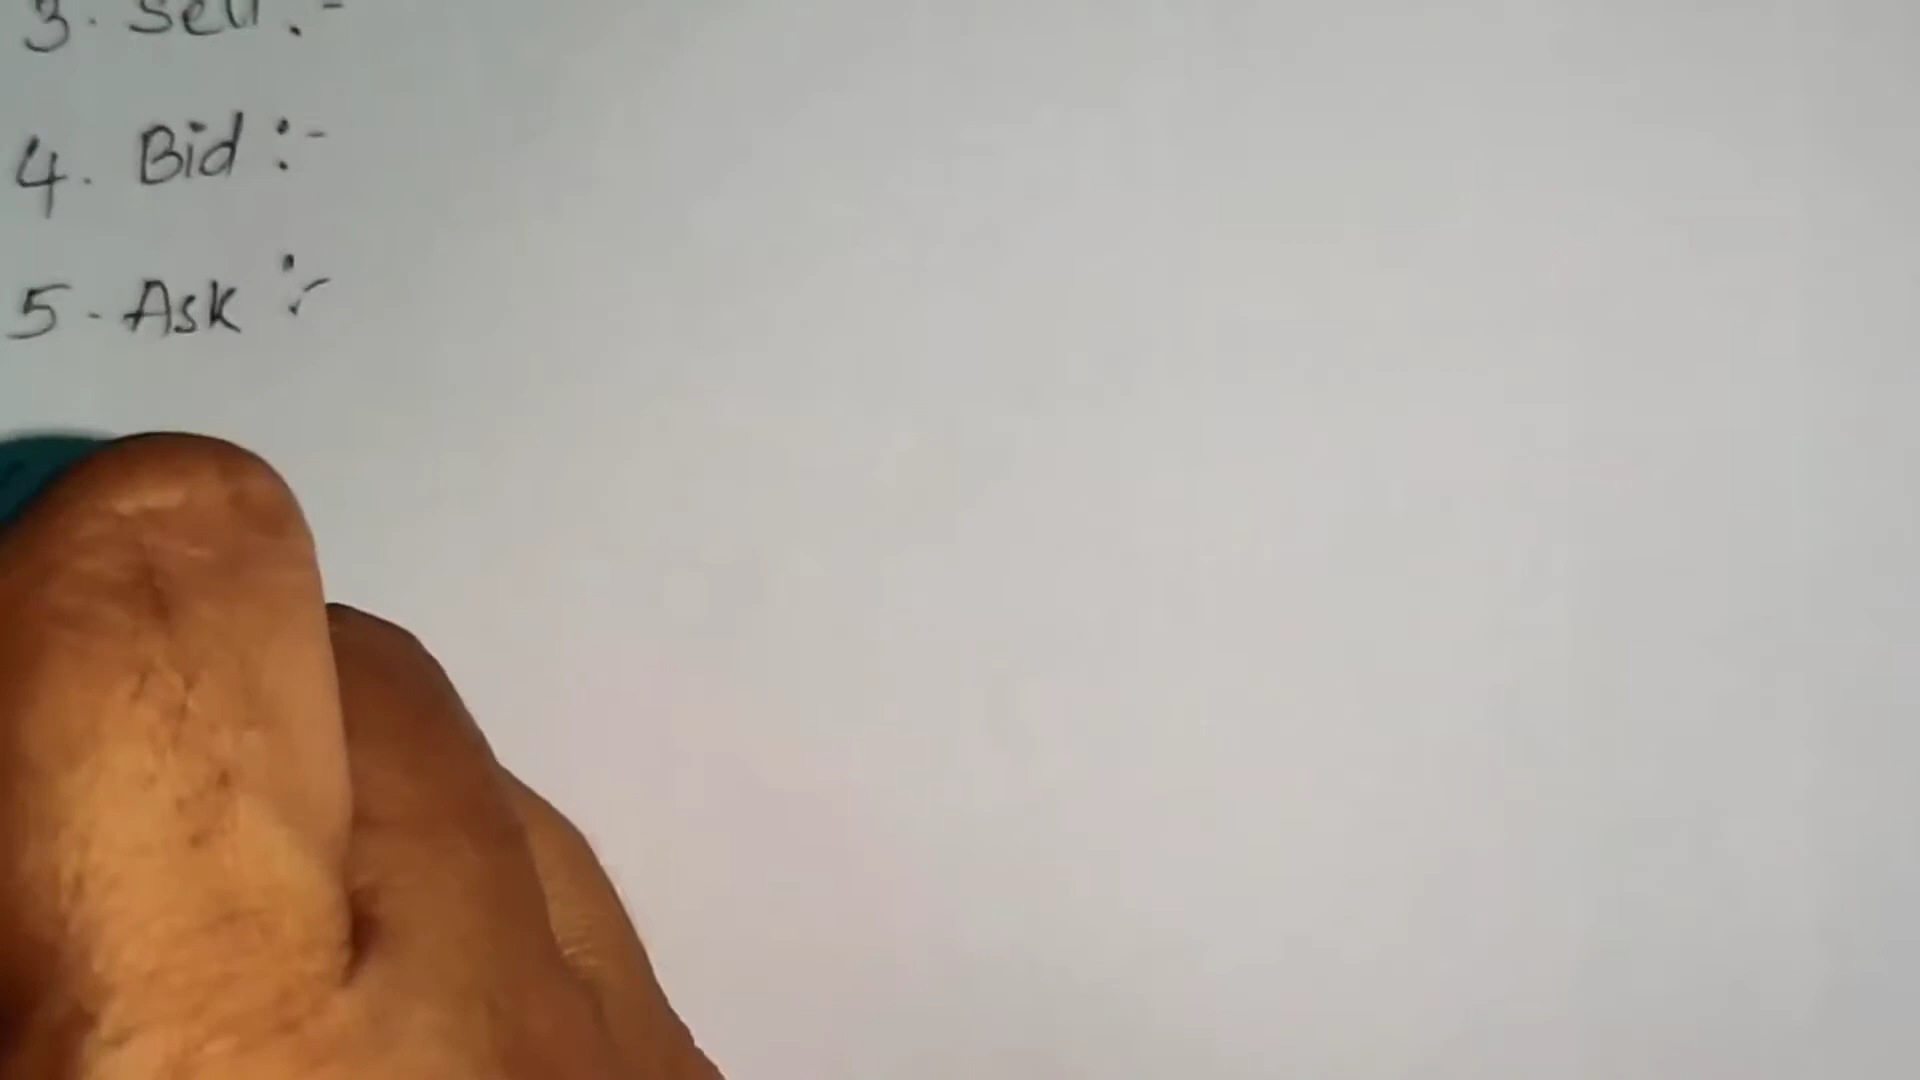 3. Sell :-
4. Bid :-
5. Ask :-